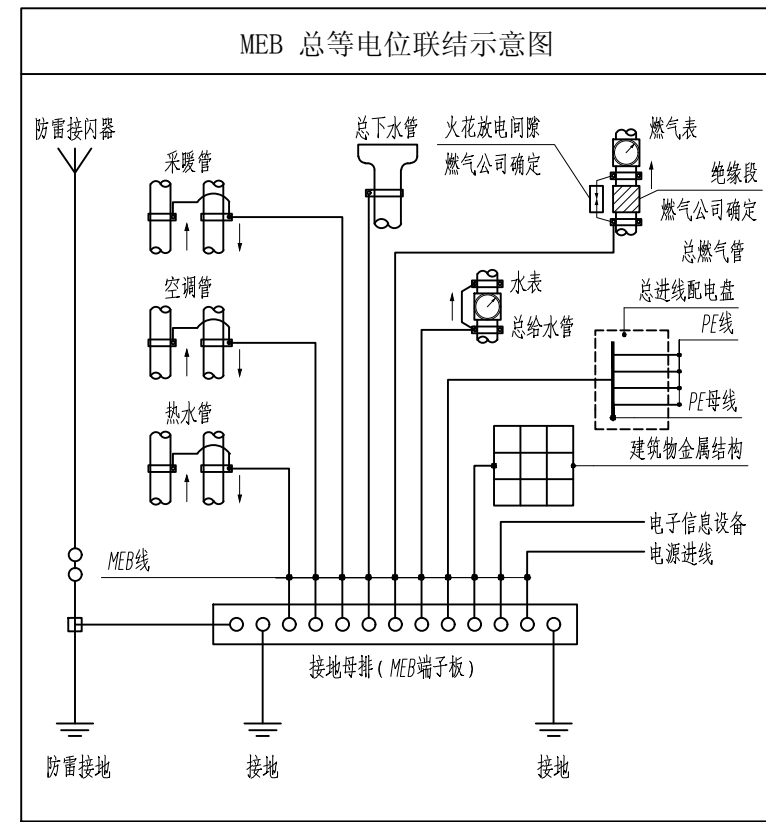 MEB 总等电位联结示意图
防雷接闪器
采暖管
总下水管
火花放电间隙
燃气公司确定
燃气表
绝缘段
燃气公司确定
总燃气管
空调管
水表
总给水管
总进线配电盘
PE线
PE母线
热水管
建筑物金属结构
电子信息设备
电源进线
MEB线
接地母排(MEB端子板)
防雷接地
接地
接地